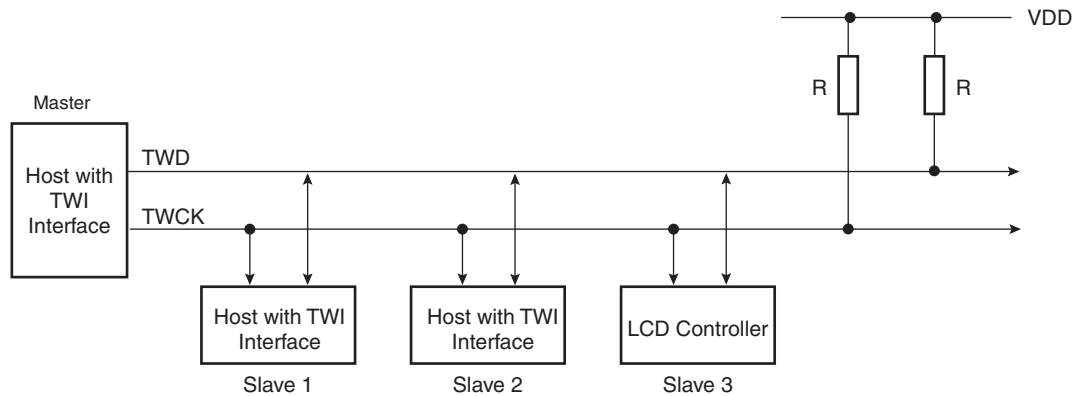 VDD
R
R
Master
Host with
TWI
Interface
TWD
TWCK
Host with TWI
Interface
Host with TWI
Interface
LCD Controller
Slave 1
Slave 2
Slave 3